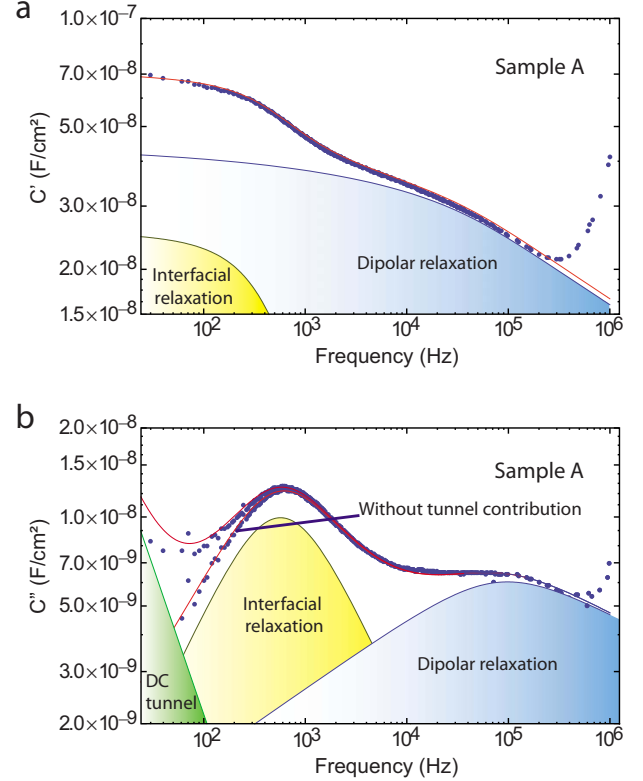 a
1.0×10⁻⁷
7.0×10⁻⁸
5.0×10⁻⁸
3.0×10⁻⁸
2.0×10⁻⁸
1.5×10⁻⁸
C' (F/cm²)
Sample A
Interfacial
relaxation
Dipolar relaxation
10² 10³ 10⁴ 10⁵ 10⁶
Frequency (Hz)
b
2.0×10⁻⁸
1.5×10⁻⁸
1.0×10⁻⁸
7.0×10⁻⁹
5.0×10⁻⁹
3.0×10⁻⁹
2.0×10⁻⁹
C" (F/cm²)
Sample A
Without tunnel contribution
Interfacial
relaxation
DC
tunnel
Dipolar relaxation
10² 10³ 10⁴ 10⁵ 10⁶
Frequency (Hz)